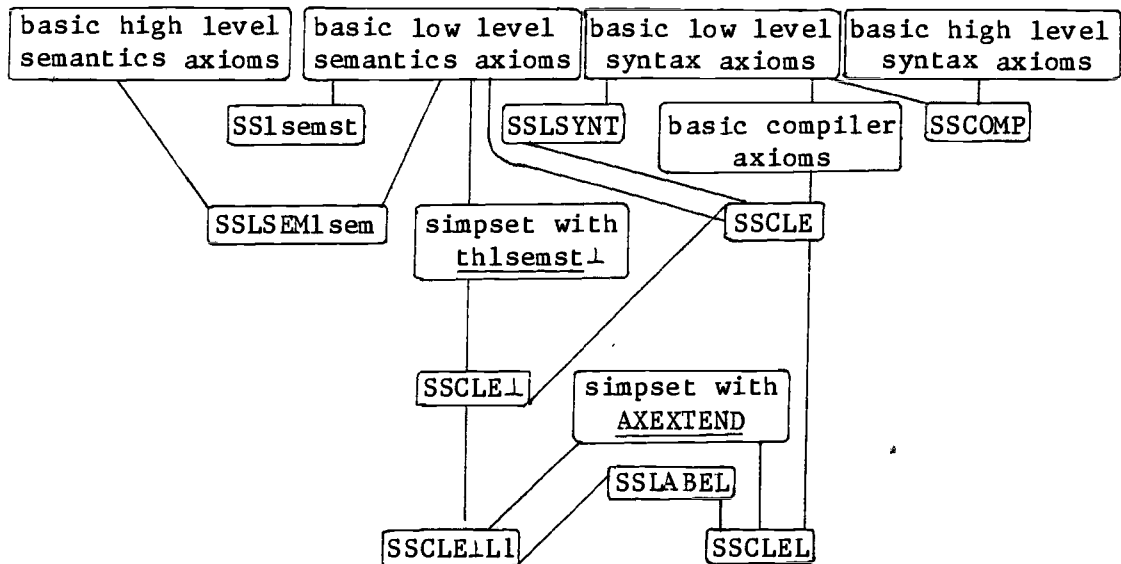 basic high level
semantics axioms
basic low level
semantics axioms
basic low level
syntax axioms
basic high level
syntax axioms
SSlsemst
SSLSYNT
basic compiler
axioms
SSCOMP
SSLSEMlsem
simpset with
thlsemst⊥
SSCLE
SSCLE⊥
simpset with
AXEXTEND
SSLABEL
SSCLE⊥L1
SSCLEL